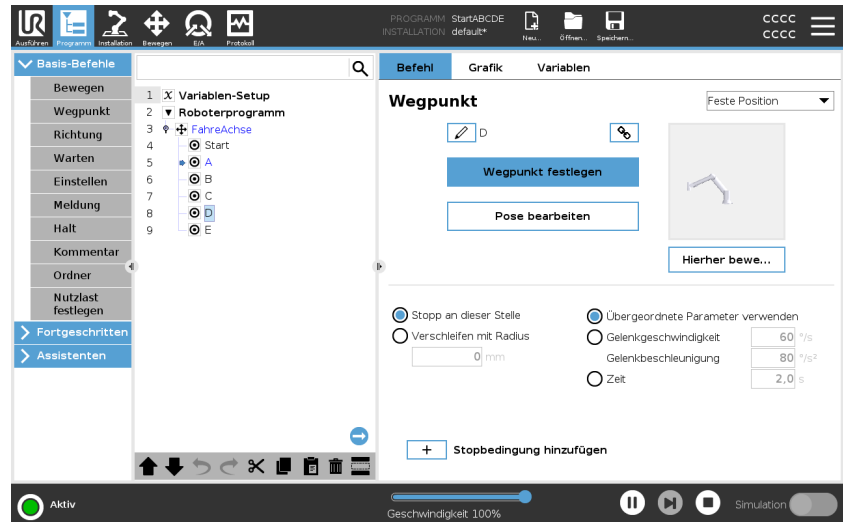 PROGRAMM StartABCDE
INSTALLATION default*
Ausführen Programm Installation Bewegen E/A Protokoll
Neu... Öffnen... Speichern...
cccc
cccc
Basis-Befehle
Bewegen
Wegpunkt
Richtung
Warten
Einstellen
Meldung
Halt
Kommentar
Ordner
Nutzlast
festlegen
Fortgeschritten
Assistenten
1 X Variablen-Setup
2 Roboterprogramm
3 FahreAchse
4 Start
5 A
6 B
7 C
8 D
9 E
Befehl Grafik Variablen
Wegpunkt
Feste Position
D
Wegpunkt festlegen
Pose bearbeiten
Hierher bewe...
Stopp an dieser Stelle
Verschleifen mit Radius
0 mm
Übergeordnete Parameter verwenden
Gelenkgeschwindigkeit 60 °/s
Gelenkbeschleunigung 80 °/s²
Zeit 2,0 s
+ Stopbedingung hinzufügen
Aktiv
Geschwindigkeit 100%
Simulation